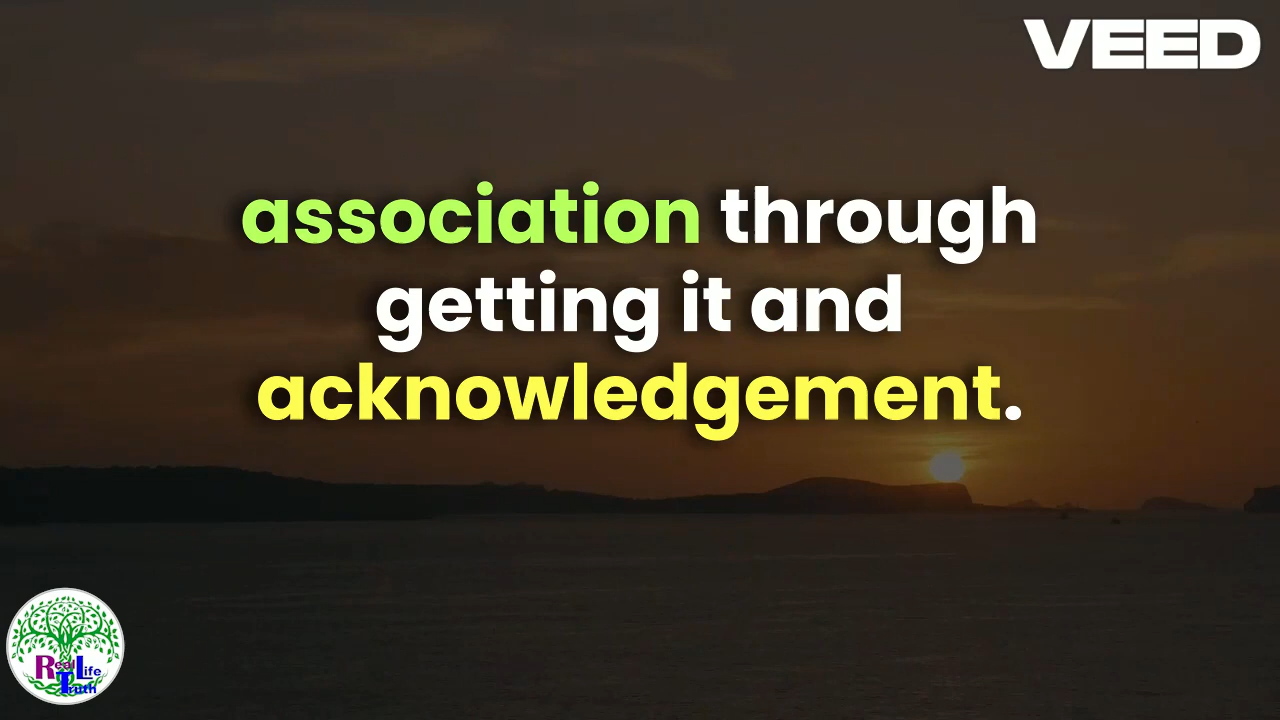 VEED
association through
getting it and
acknowledgement.
Real Life
Truth